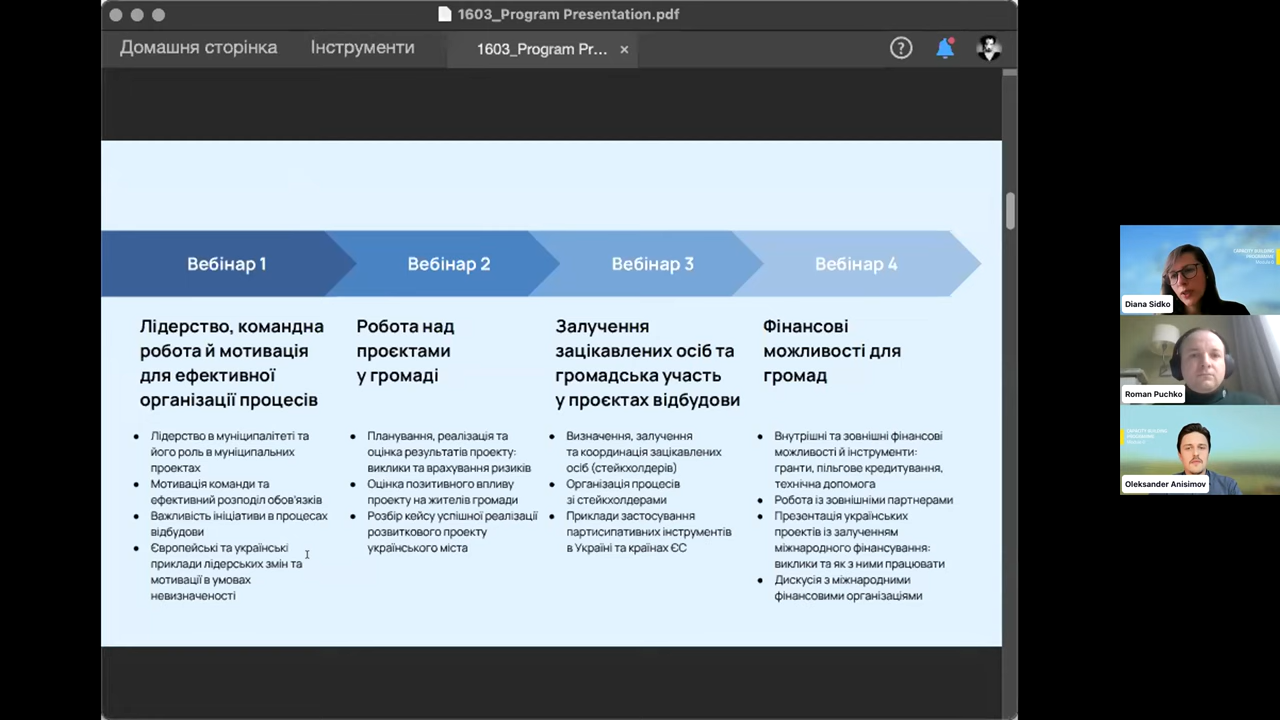 1603_Program Presentation.pdf
Домашня сторінка
Інструменти
1603_Program Pr...
Вебінар 1
Вебінар 2
Вебінар 3
Вебінар 4
Лідерство, командна
робота й мотивація
для ефективної
організації процесів
Лідерство в муніципалітеті та
його роль в муніципальних
проектах
Мотивація команди та
ефективний розподіл обов'язків
Важливість ініціативи в процесах
відбудови
Європейські та українські
приклади лідерських змін та
мотивації в умовах
невизначеності
Робота над
проєктами
у громаді
Планування, реалізація та
оцінка результатів проекту:
виклики та врахування ризиків
Оцінка позитивного впливу
проекту на жителів громади
Розбір кейсу успішної реалізації
розвиткового проекту
українського міста
Залучення
зацікавлених осіб та
громадська участь
у проєктах відбудови
Визначення, залучення
та координація зацікавлених
осіб (стейкхолдерів)
Організація процесів
зі стейкхолдерами
Приклади застосування
партисипативних інструментів
в Україні та країнах ЄС
Фінансові
можливості для
громад
Внутрішні та зовнішні фінансові
можливості й інструменти:
гранти, пільгове кредитування,
технічна допомога
Робота із зовнішніми партнерами
Презентація українських
проектів із залученням
міжнародного фінансування:
виклики та як з ними працювати
Дискусія з міжнародними
фінансовими організаціями
CAPACITY BUILDING
PROGRAMME
Diana Sidko
Roman Puchko
CAPACITY BUILDING
PROGRAMME
Oleksander Anisimov